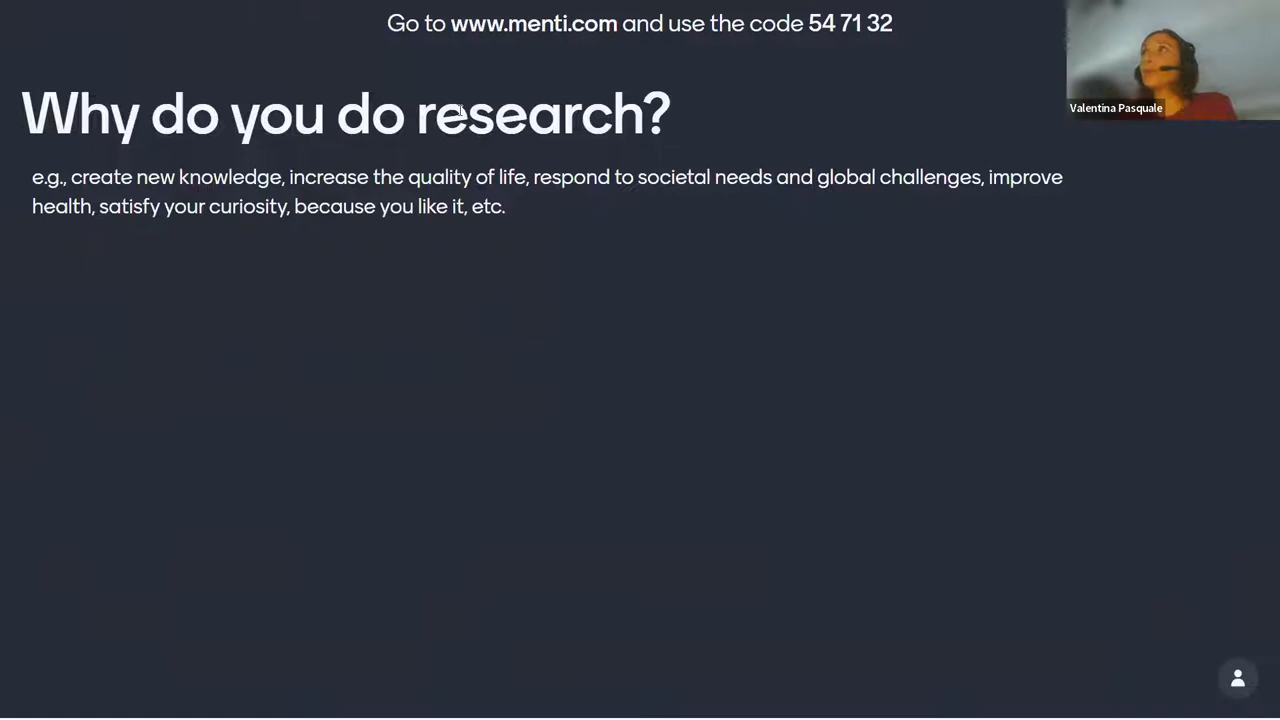 Go to www.menti.com and use the code 54 71 32
Why do you do research?
Valentina Pasquale
e.g., create new knowledge, increase the quality of life, respond to societal needs and global challenges, improve
health, satisfy your curiosity, because you like it, etc.